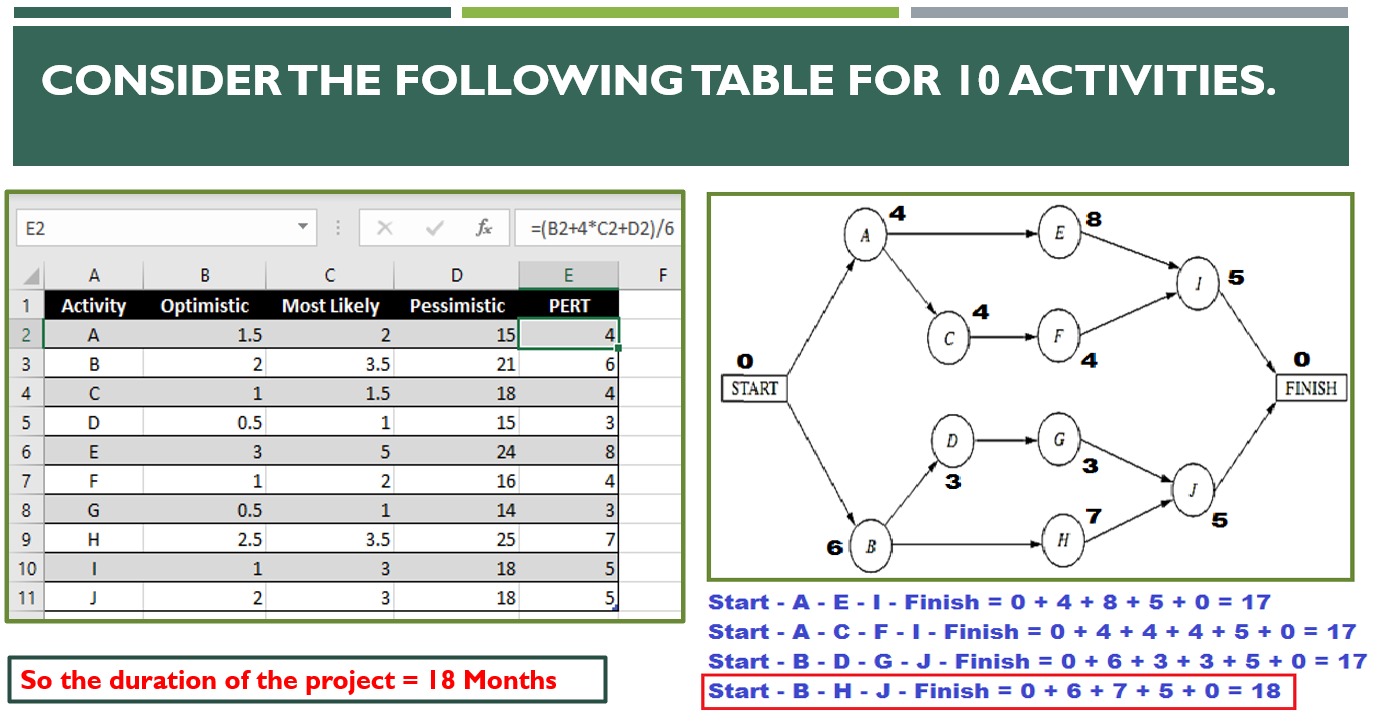 CONSIDER THE FOLLOWING TABLE FOR 10 ACTIVITIES.
E2 fx =(B2+4*C2+D2)/6
A B C D E F
1 Activity Optimistic Most Likely Pessimistic PERT
2 A 1.5 2 15 4
3 B 2 3.5 21 6
4 C 1 1.5 18 4
5 D 0.5 1 15 3
6 E 3 5 24 8
7 F 1 2 16 4
8 G 0.5 1 14 3
9 H 2.5 3.5 25 7
10 I 1 3 18 5
11 J 2 3 18 5
So the duration of the project = 18 Months
A 4
E 8
I 5
C 4
F 4
0
START
0
FINISH
D 3
G 3
J 5
6 B
H 7
Start - A - E - I - Finish = 0 + 4 + 8 + 5 + 0 = 17
Start - A - C - F - I - Finish = 0 + 4 + 4 + 4 + 5 + 0 = 17
Start - B - D - G - J - Finish = 0 + 6 + 3 + 3 + 5 + 0 = 17
Start - B - H - J - Finish = 0 + 6 + 7 + 5 + 0 = 18